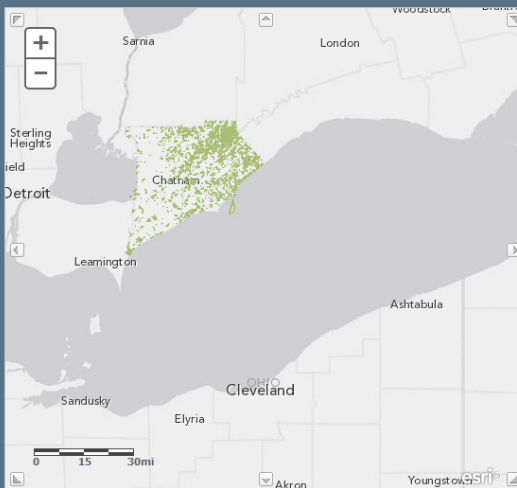 Woodstock
Sarnia
London
+
−
Sterling
Heights
ield
Chatham
Detroit
Leamington
Ashtabula
OHIO
Cleveland
Sandusky
Elyria
0 15 30mi
Akron
Youngstown
esri